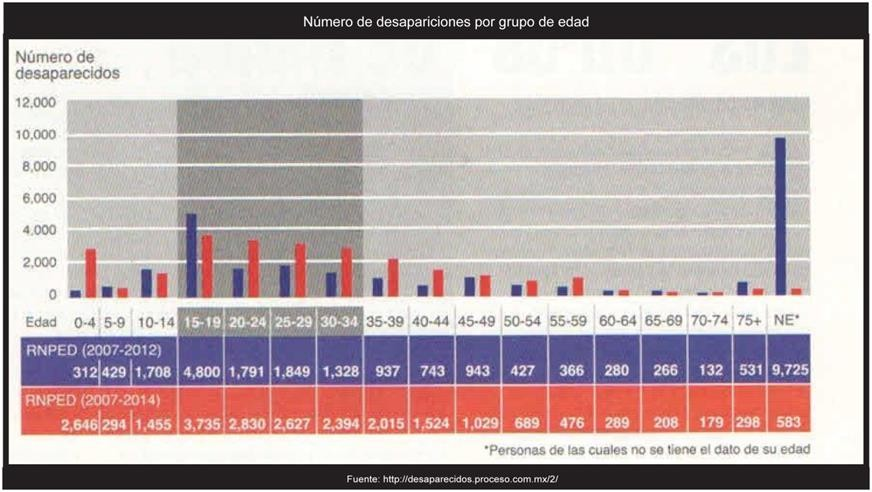 Número de desapariciones por grupo de edad
Número de
desaparecidos
12,000
10,000
8,000
6,000
4,000
2,000
0
Edad 0-4 5-9 10-14 15-19 20-24 25-29 30-34 35-39 40-44 45-49 50-54 55-59 60-64 65-69 70-74 75+ NE*
RNPED (2007-2012)
312 429 1,708 4,800 1,791 1,849 1,328 937 743 943 427 366 280 266 132 531 9,725
RNPED (2007-2014)
2,646 294 1,455 3,735 2,830 2,627 2,394 2,015 1,524 1,029 689 476 289 208 179 298 583
*Personas de las cuales no se tiene el dato de su edad
Fuente: http://desaparecidos.proceso.com.mx/2/